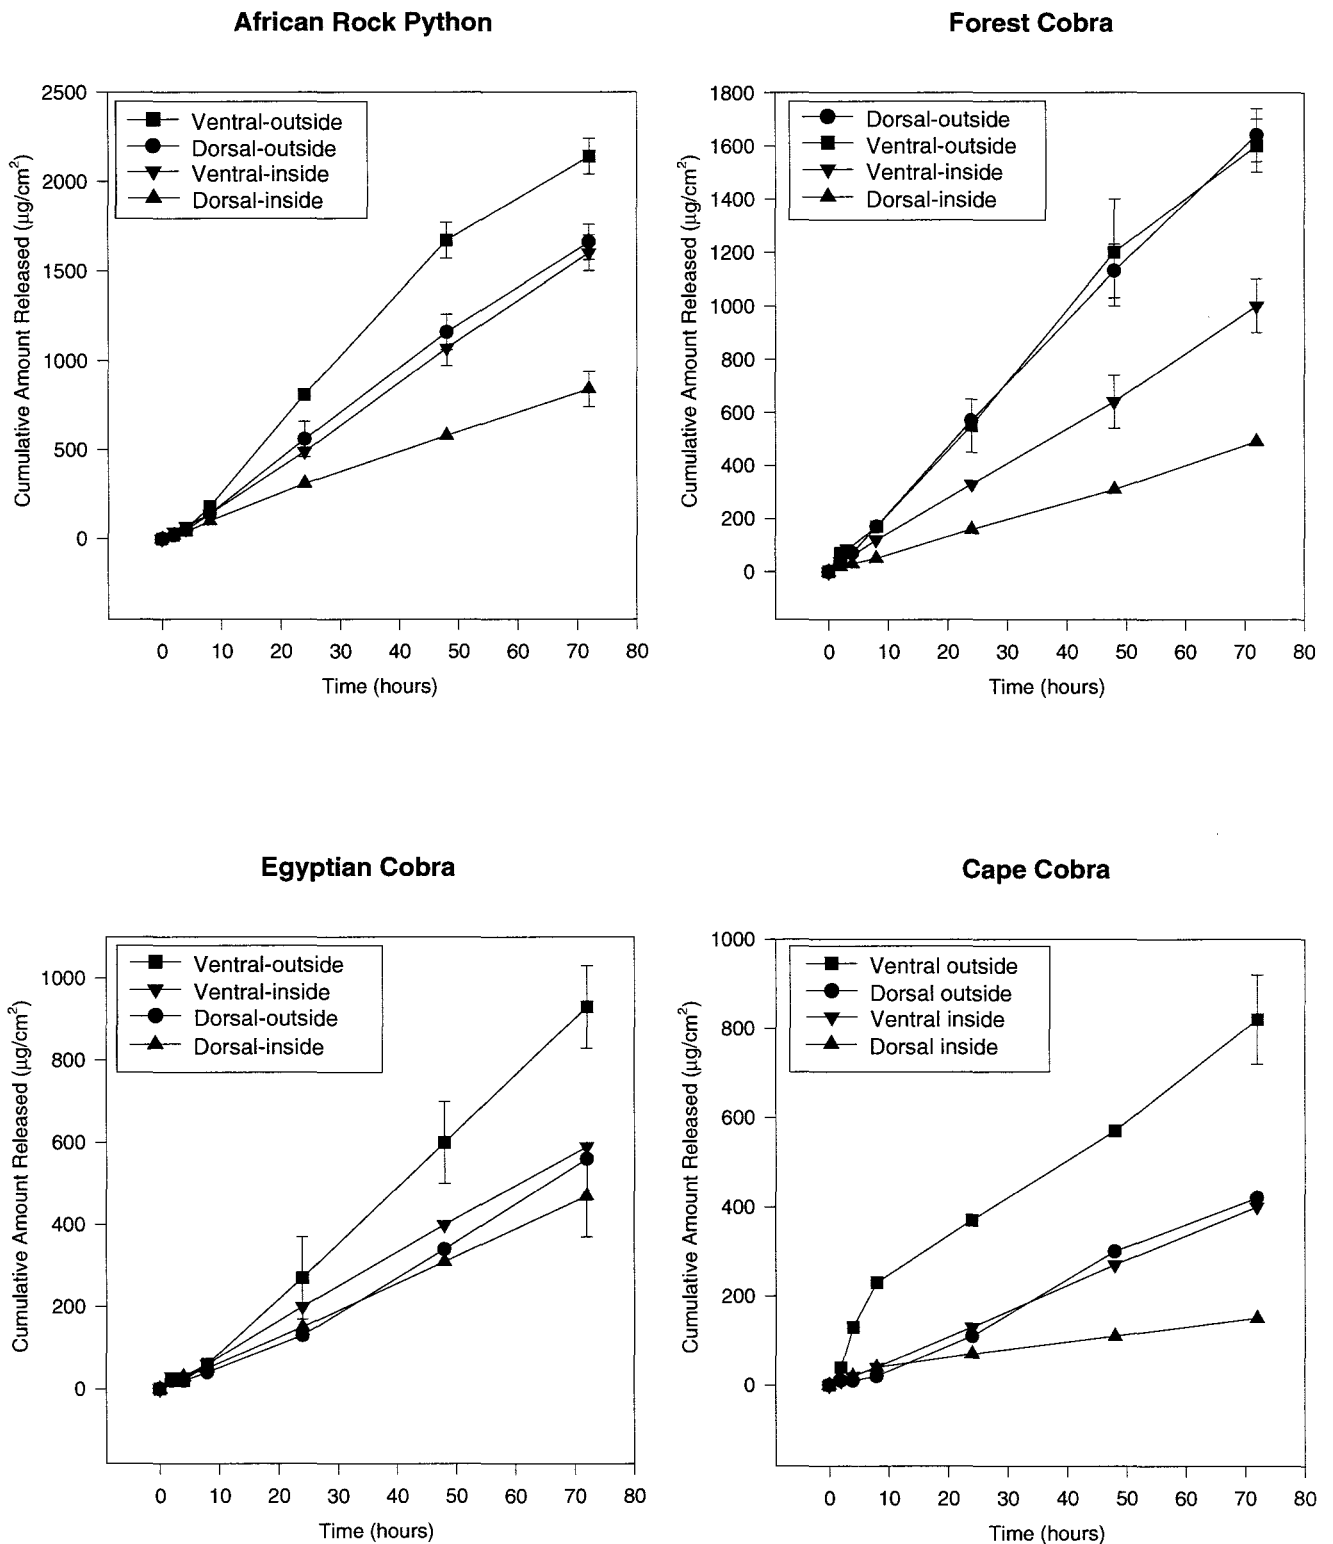 African Rock Python
Cumulative Amount Released (µg/cm²)
2500
2000
1500
1000
500
0
Ventral-outside
Dorsal-outside
Ventral-inside
Dorsal-inside
0 10 20 30 40 50 60 70 80
Time (hours)
Forest Cobra
Cumulative Amount Released (µg/cm²)
1800
1600
1400
1200
1000
800
600
400
200
0
Dorsal-outside
Ventral-outside
Ventral-inside
Dorsal-inside
0 10 20 30 40 50 60 70 80
Time (hours)
Egyptian Cobra
Cumulative Amount Released (µg/cm²)
1000
800
600
400
200
0
Ventral-outside
Ventral-inside
Dorsal-outside
Dorsal-inside
0 10 20 30 40 50 60 70 80
Time (hours)
Cape Cobra
Cumulative Amount Released (µg/cm²)
1000
800
600
400
200
0
Ventral outside
Dorsal outside
Ventral inside
Dorsal inside
0 10 20 30 40 50 60 70 80
Time (hours)